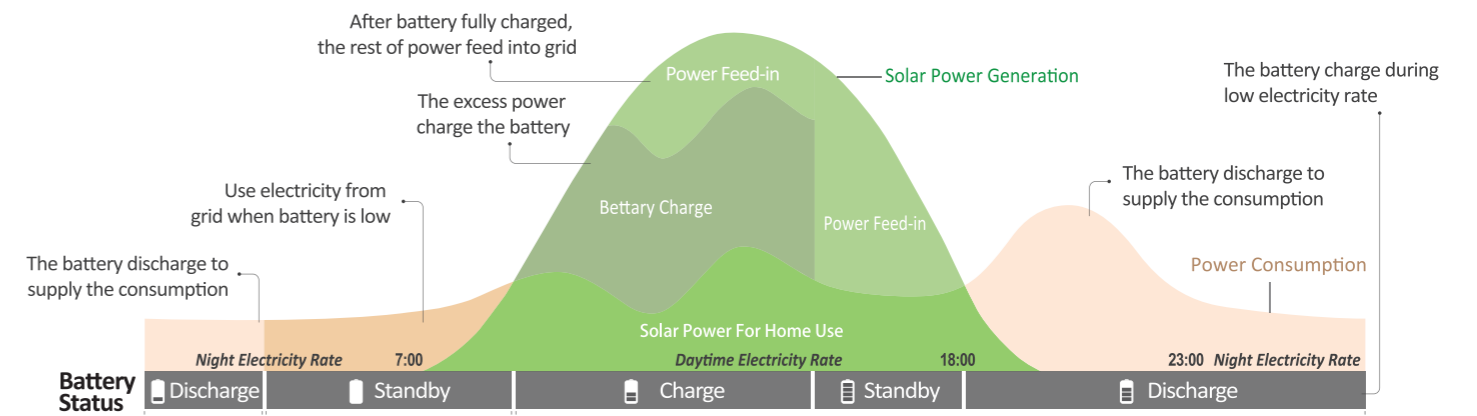 After battery fully charged,
the rest of power feed into grid
Power Feed-in
Solar Power Generation
The battery charge during
low electricity rate
The excess power
charge the battery
The battery discharge to
supply the consumption
Use electricity from
grid when battery is low
Bettary Charge
Power Feed-in
The battery discharge to
supply the consumption
Power Consumption
Solar Power For Home Use
Night Electricity Rate 7:00 Daytime Electricity Rate 18:00 23:00 Night Electricity Rate
Battery
Status
Discharge Standby Charge Standby Discharge